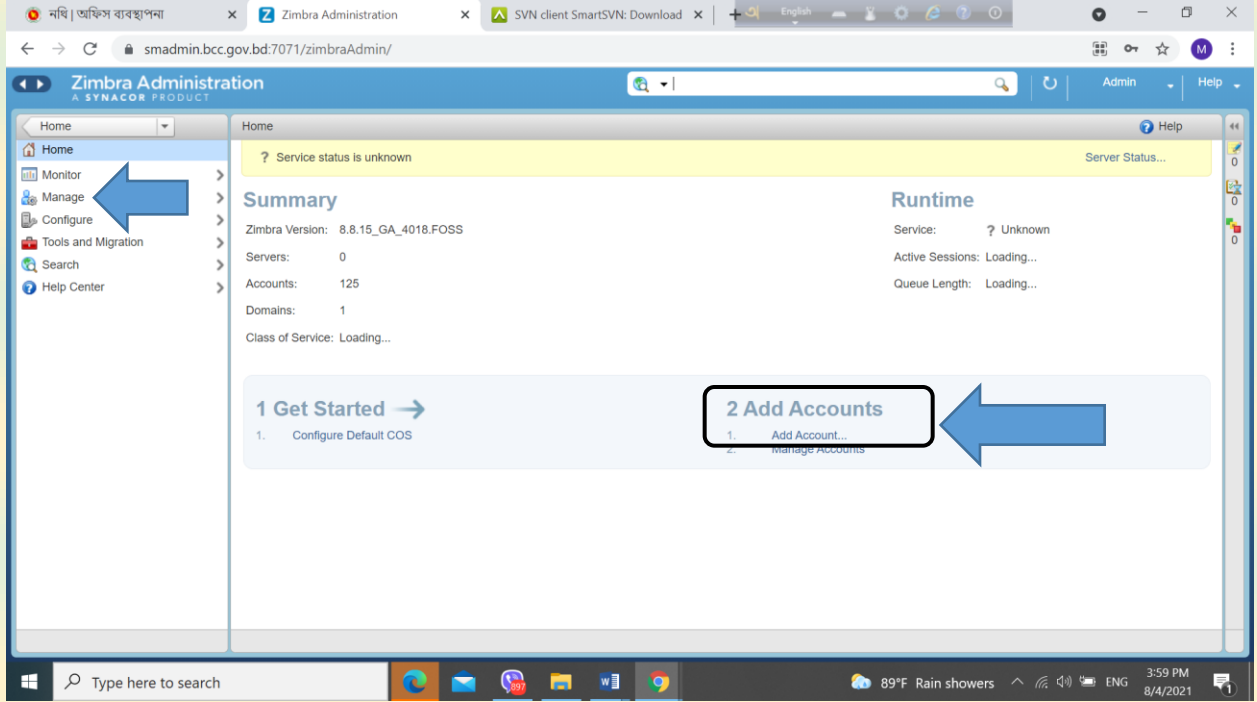 নথি | অফিস ব্যবস্থাপনা
Zimbra Administration
SVN client SmartSVN: Download
English
smadmin.bcc.gov.bd:7071/zimbraAdmin/
M
Zimbra Administration
A SYNACOR PRODUCT
Admin
Help
Home
Home
Monitor
Manage
Configure
Tools and Migration
Search
Help Center
Home
Help
? Service status is unknown
Server Status...
Summary
Zimbra Version: 8.8.15_GA_4018.FOSS
Servers: 0
Accounts: 125
Domains: 1
Class of Service: Loading...
Runtime
Service: ? Unknown
Active Sessions: Loading...
Queue Length: Loading...
1 Get Started
1. Configure Default COS
2 Add Accounts
1. Add Account...
2. Manage Accounts
0
0
0
Type here to search
897
89°F Rain showers
ENG
3:59 PM
8/4/2021
1